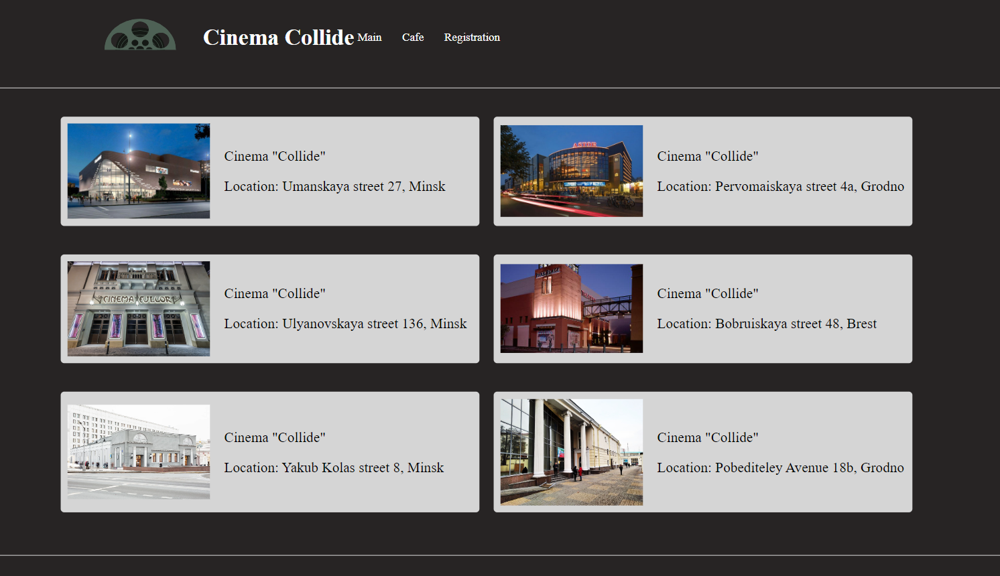 Cinema Collide Main Cafe Registration
Cinema "Collide"
Location: Umanskaya street 27, Minsk
ASTOR
Cinema "Collide"
Location: Pervomaiskaya street 4a, Grodno
CINEMA
Cinema "Collide"
Location: Ulyanovskaya street 136, Minsk
Cinema "Collide"
Location: Bobruiskaya street 48, Brest
Cinema "Collide"
Location: Yakub Kolas street 8, Minsk
Cinema "Collide"
Location: Pobediteley Avenue 18b, Grodno